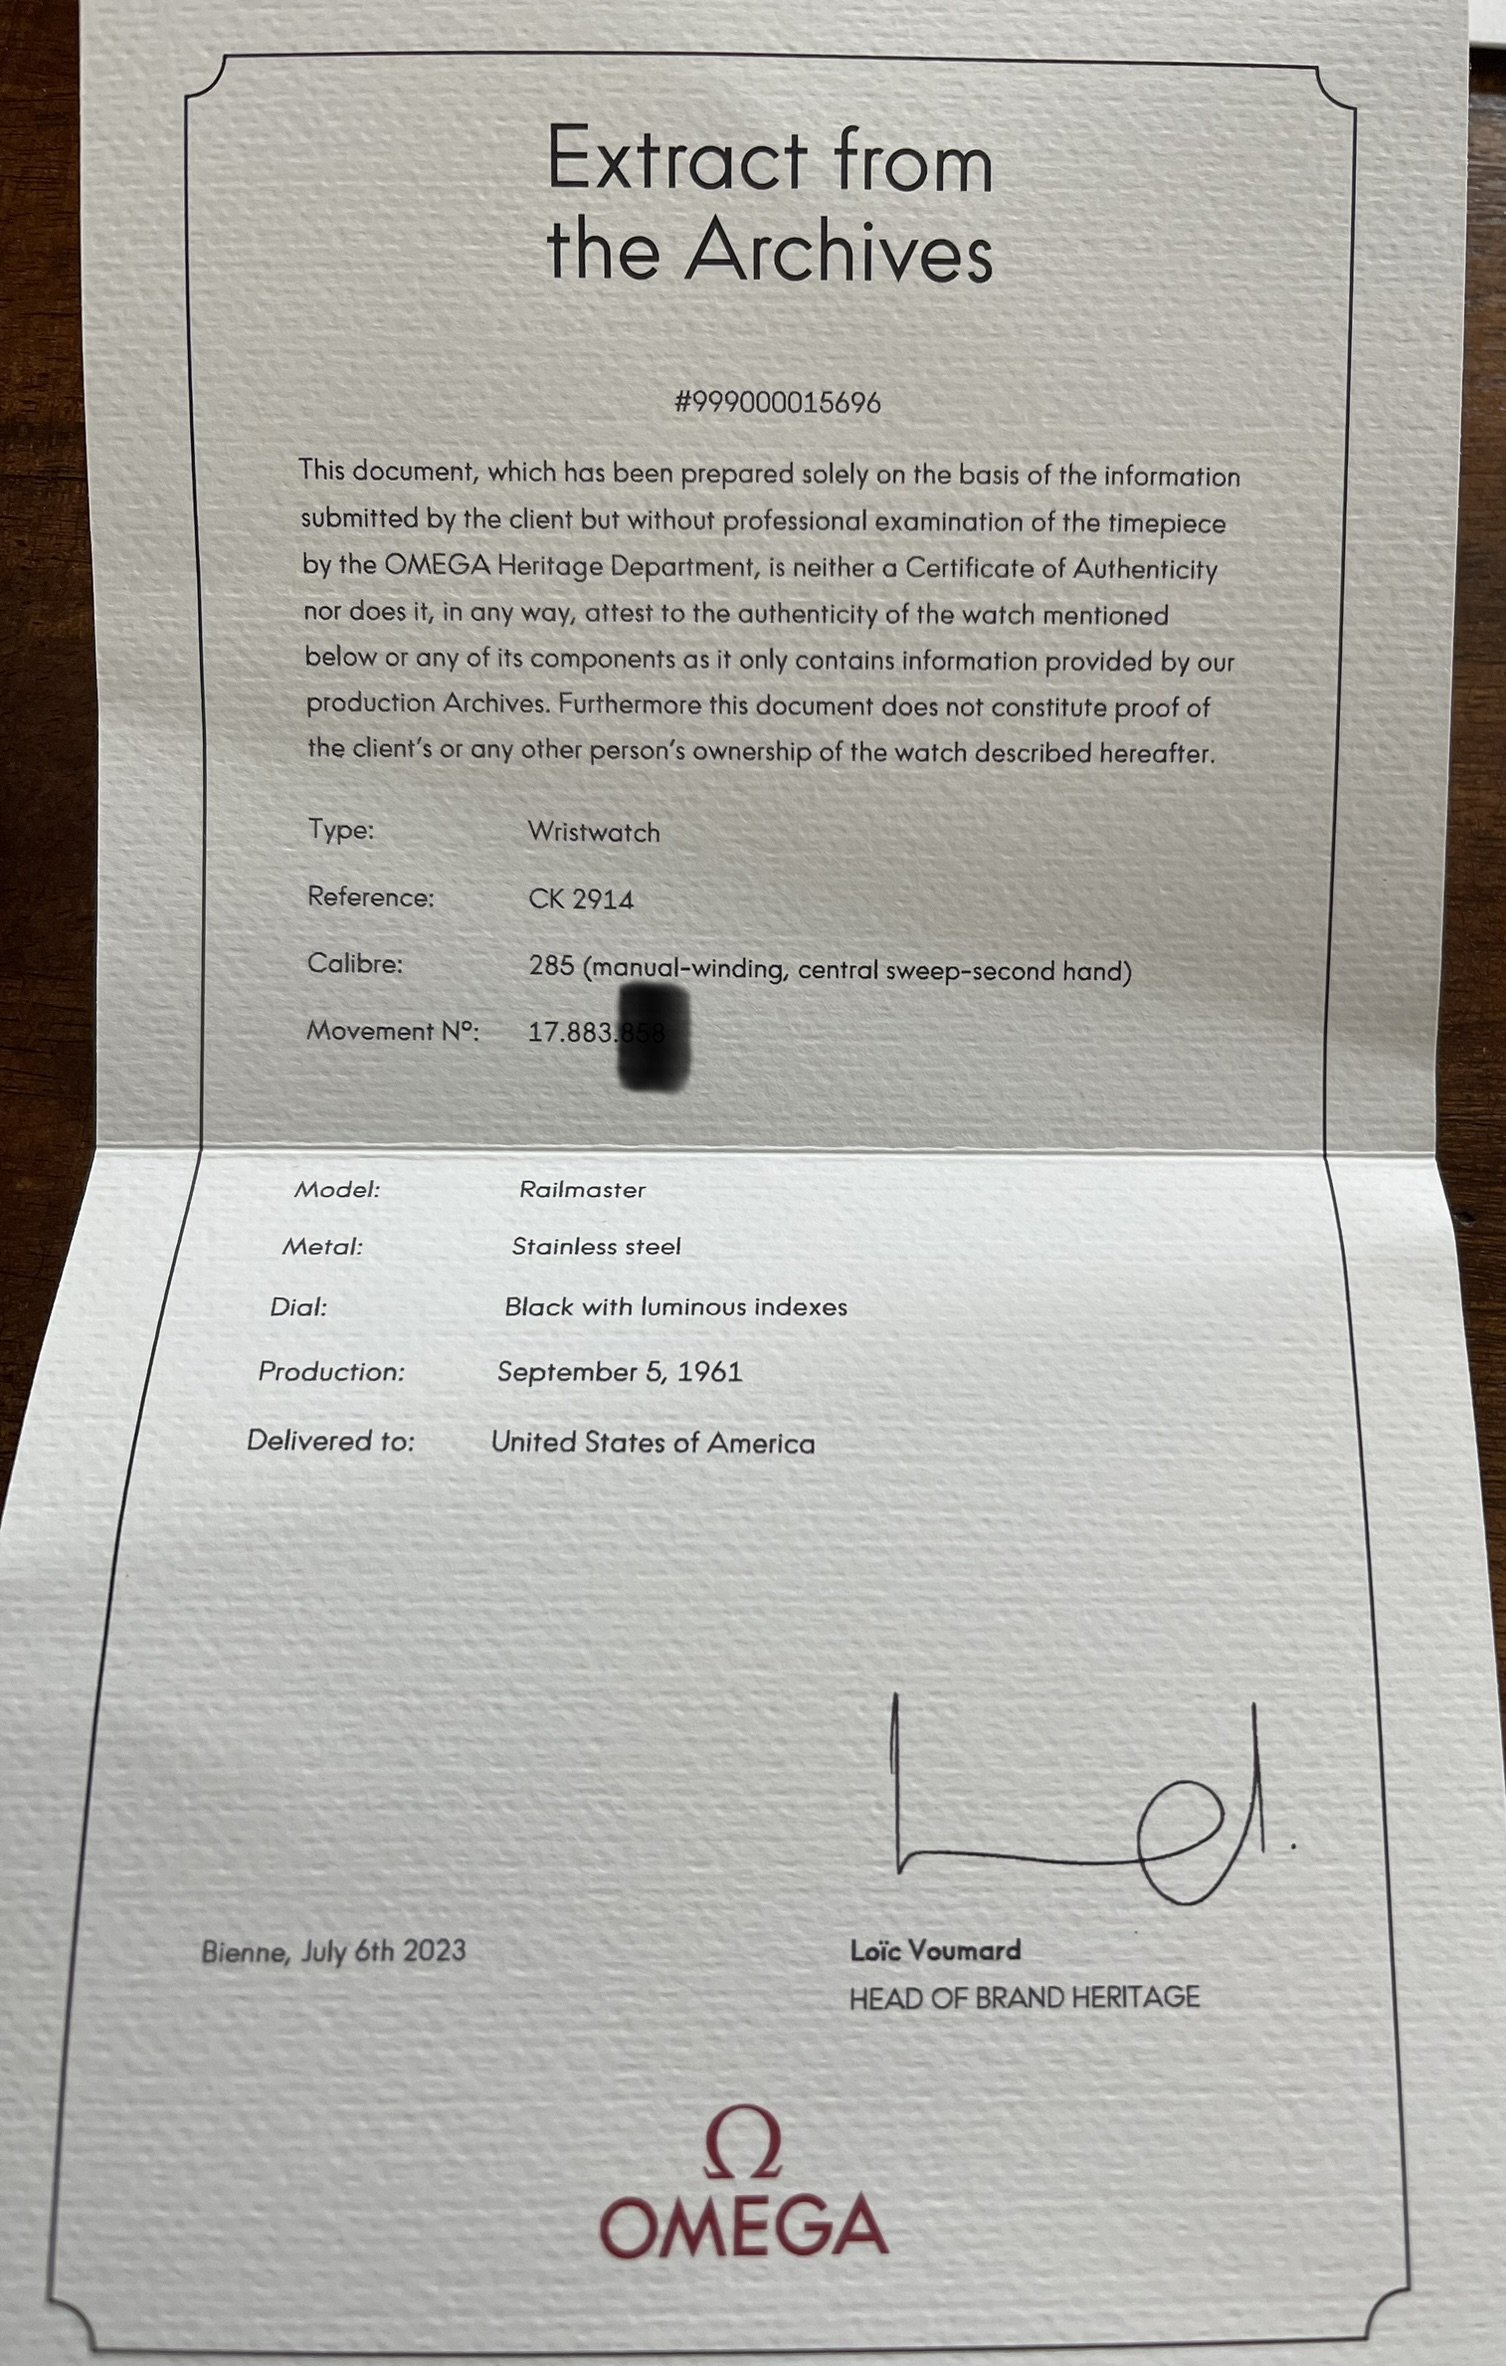 Extract from
the Archives
#999000015696
This document, which has been prepared solely on the basis of the information
submitted by the client but without professional examination of the timepiece
by the OMEGA Heritage Department, is neither a Certificate of Authenticity
nor does it, in any way, attest to the authenticity of the watch mentioned
below or any of its components as it only contains information provided by our
production Archives. Furthermore this document does not constitute proof of
the client's or any other person's ownership of the watch described hereafter.
Type: Wristwatch
Reference: CK 2914
Calibre: 285 (manual-winding, central sweep-second hand)
Movement Nº: 17.883.
Model: Railmaster
Metal: Stainless steel
Dial: Black with luminous indexes
Production: September 5, 1961
Delivered to: United States of America
Bienne, July 6th 2023
Loïc Voumard
HEAD OF BRAND HERITAGE
Ω
OMEGA